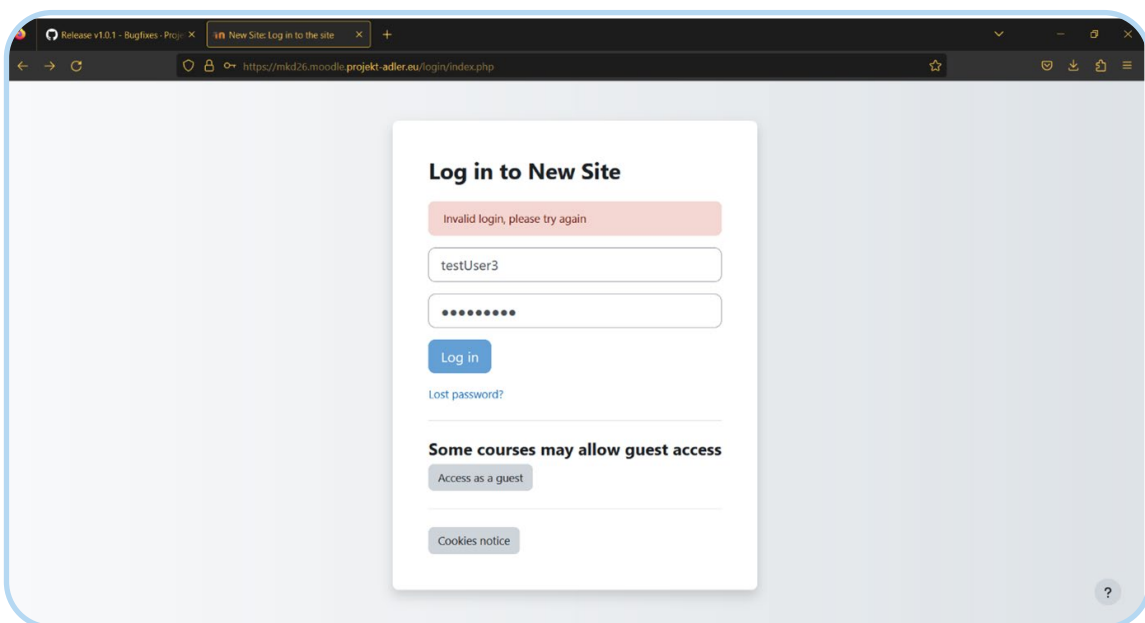 Release v1.0.1 - Bugfixes - Proje
New Site: Log in to the site
https://mkd26.moodle.projekt-adler.eu/login/index.php
Log in to New Site
Invalid login, please try again
testUser3
Log in
Lost password?
Some courses may allow guest access
Access as a guest
Cookies notice
?